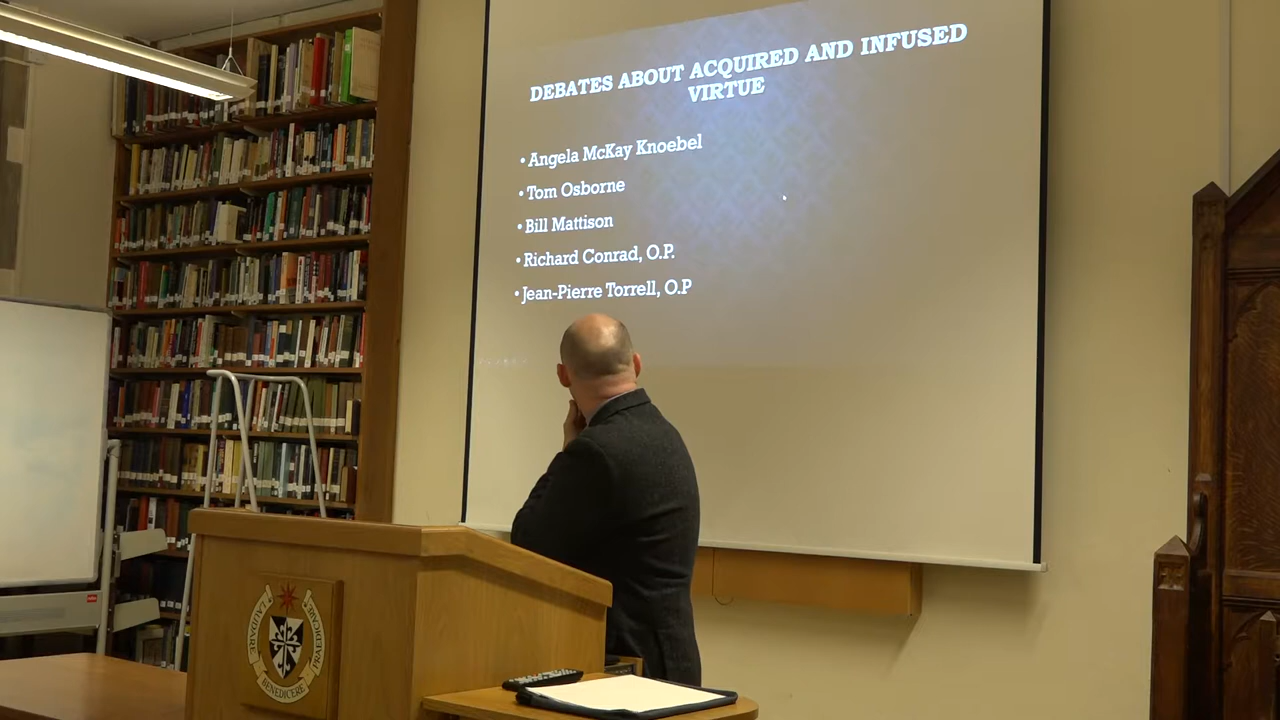 DEBATES ABOUT ACQUIRED AND INFUSED
VIRTUE
• Angela McKay Knoebel
• Tom Osborne
• Bill Mattison
• Richard Conrad, O.P.
• Jean-Pierre Torrell, O.P
LAUDARE
BENEDICERE
PRAEDICARE